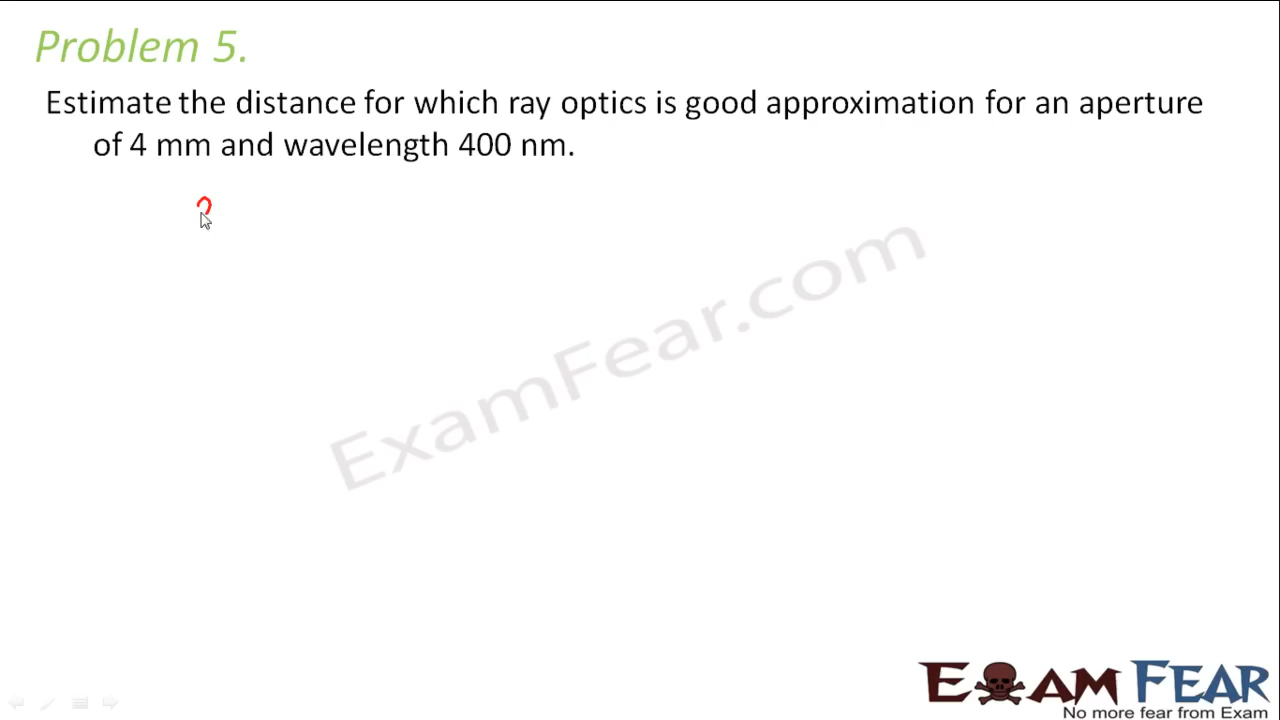 Problem 5.
Estimate the distance for which ray optics is good approximation for an aperture
of 4 mm and wavelength 400 nm.
ExamFear.com
EXAM FEAR
No more fear from Exam